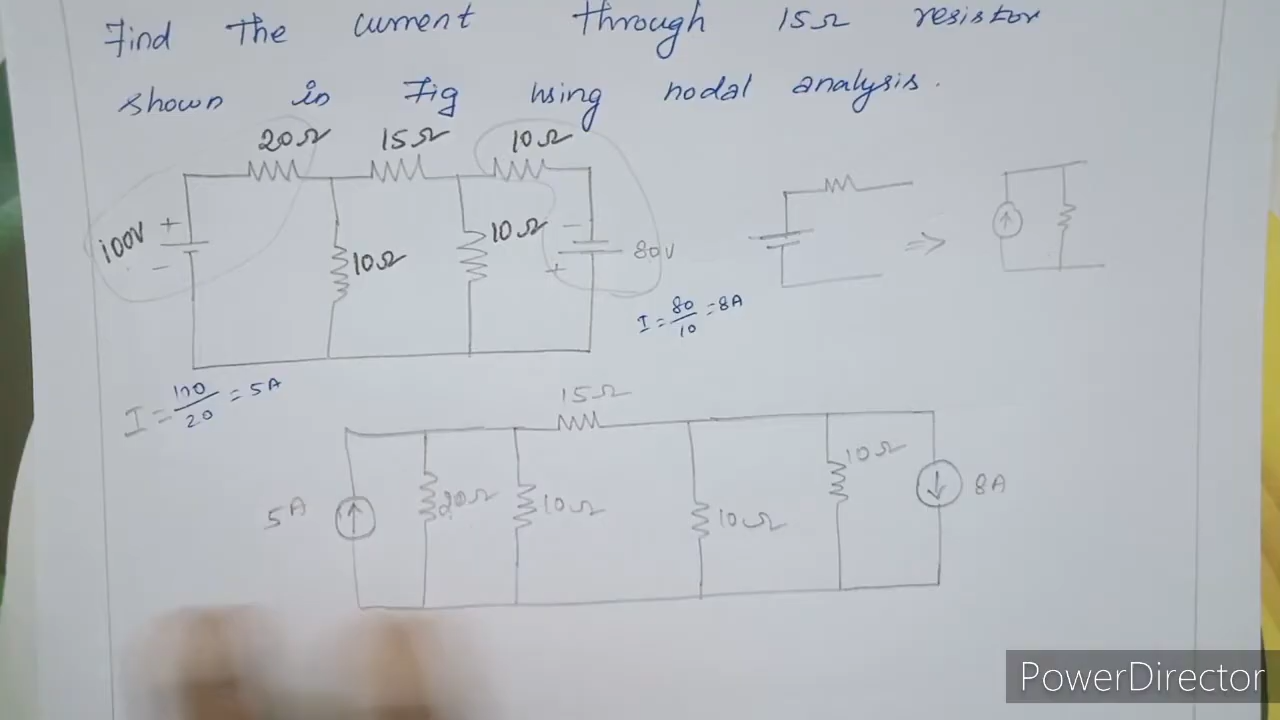 Find The current Through 15Ω resistor
shown in Fig using nodal analysis.
20Ω 15Ω 10Ω
100V + - 10Ω 10Ω - + 80V
⇒
I = 80/10 = 8A
I = 100/20 = 5A
15Ω
5A 20Ω 10Ω 10Ω 10Ω 8A
PowerDirector